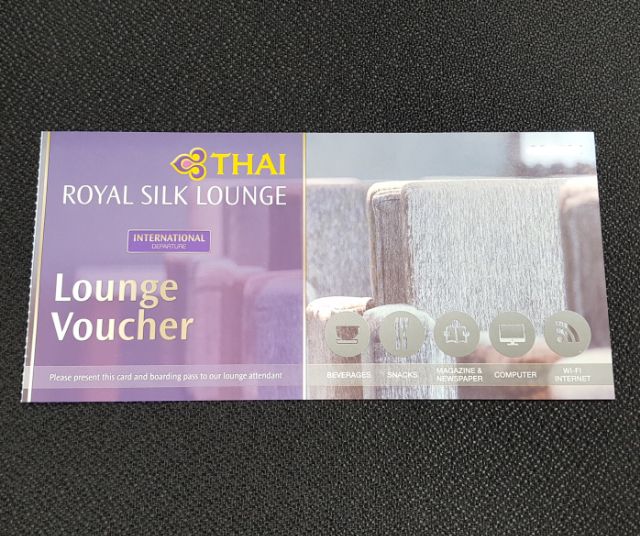 THAI
ROYAL SILK LOUNGE
INTERNATIONAL
DEPARTURE
Lounge
Voucher
Please present this card and boarding pass to our lounge attendant
BEVERAGES
SNACKS
MAGAZINE &
NEWSPAPER
COMPUTER
WI-FI
INTERNET